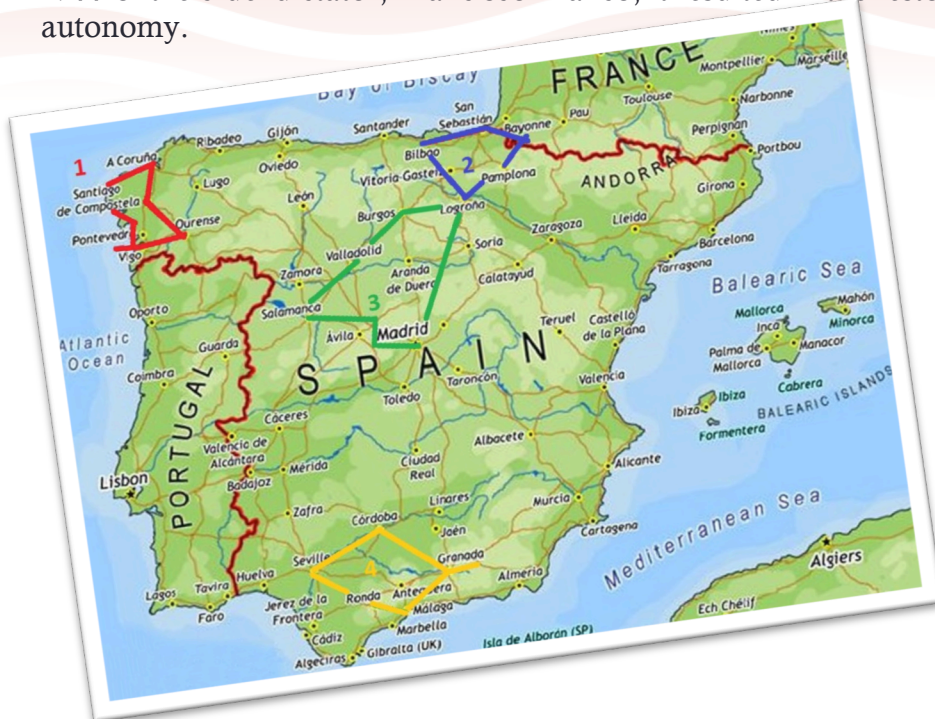 autonomy.
Bay of Biscay
FRANCE
Montpellier
Marseille
Toulouse
Narbonne
Pau
Perpignan
Portbou
San
Sebastián
Bayonne
Santander
Gijón
Ribadeo
A Coruña
1
Oviedo
Bilbao
2
Vitoria-Gasteiz
Pamplona
ANDORRA
Girona
Santiago
de Compostela
Lugo
León
Burgos
Logroña
Pontevedra
Ourense
Vigo
Valladolid
Soria
Zaragoza
Lleida
Barcelona
Tarragona
Zamora
Aranda
de Duero
Calatayud
Balearic Sea
Salamanca
3
Oporto
Ávila
Madrid
Teruel
Castelló
de la Plana
Mallorca
Inca
Mahón
Minorca
Palma de
Mallorca
Manacor
Atlantic
Ocean
Guarda
SPAIN
Coimbra
PORTUGAL
Toledo
Tarancón
Valencia
Cabrera
Ibiza
Ibiza
BALEARIC ISLANDS
Formentera
Cáceres
Valencia de
Alcántara
Albacete
Ciudad
Real
Alicante
Lisbon
Badajoz
Mérida
Zafra
Linares
Murcia
Córdoba
Jaén
Cartagena
Mediterranean Sea
Seville
4
Granada
Almería
Algiers
Huelva
Tavira
Lagos
Faro
Jerez de la
Frontera
Ronda
Antequera
Málaga
Marbella
Cádiz
Gibralta (UK)
Algeciras
Isla de Alborán (SP)
Ech Chélif